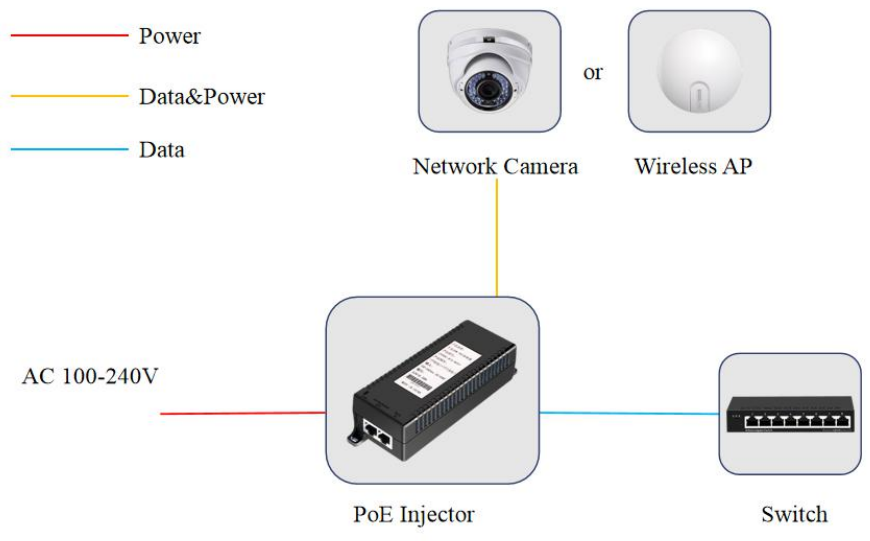 Power
Data&Power
Data
or
Network Camera
Wireless AP
AC 100-240V
PoE Injector
Switch